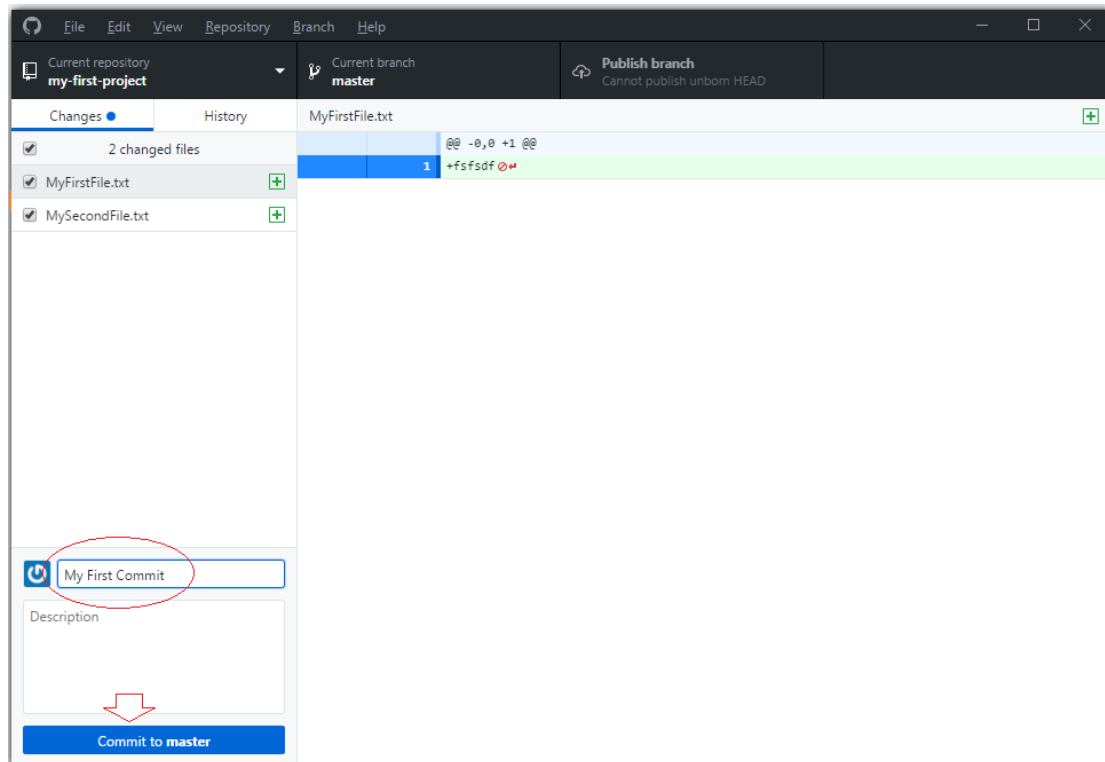 File Edit View Repository Branch Help
Current repository
my-first-project
Current branch
master
Publish branch
Cannot publish unborn HEAD
Changes History
MyFirstFile.txt
2 changed files
@@ -0,0 +1 @@
MyFirstFile.txt
1 +fsfsdf
MySecondFile.txt
My First Commit
Description
Commit to master